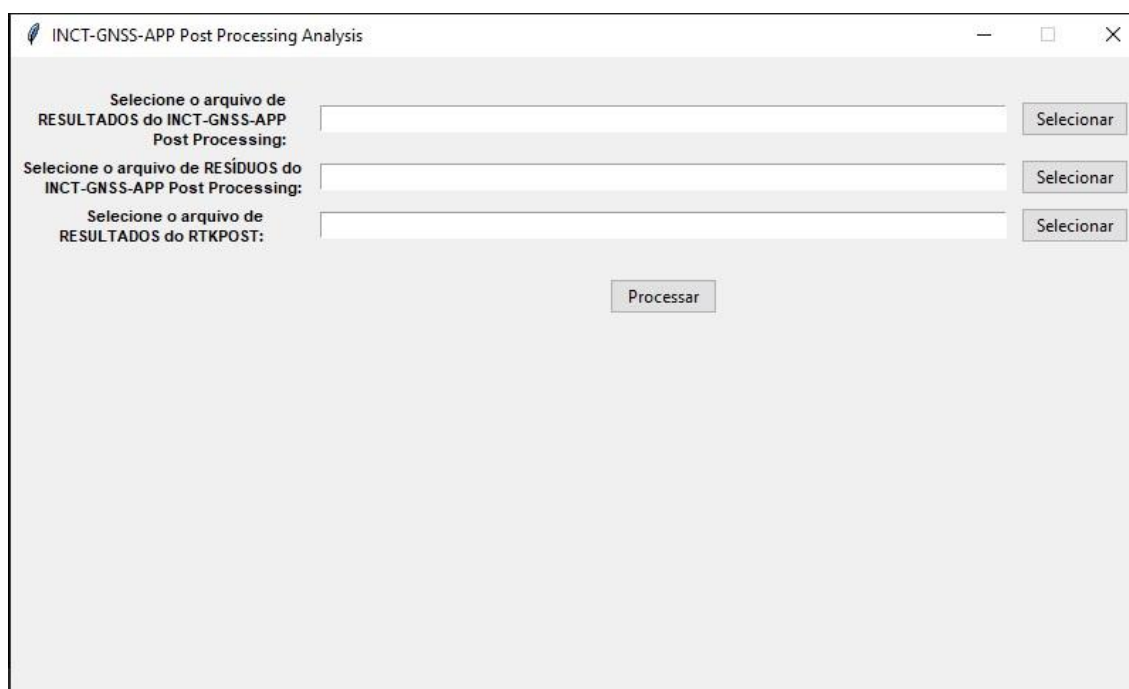 INCT-GNSS-APP Post Processing Analysis
Selecione o arquivo de
RESULTADOS do INCT-GNSS-APP
Post Processing:
Selecionar
Selecione o arquivo de RESÍDUOS do
INCT-GNSS-APP Post Processing:
Selecionar
Selecione o arquivo de
RESULTADOS do RTKPOST:
Selecionar
Processar